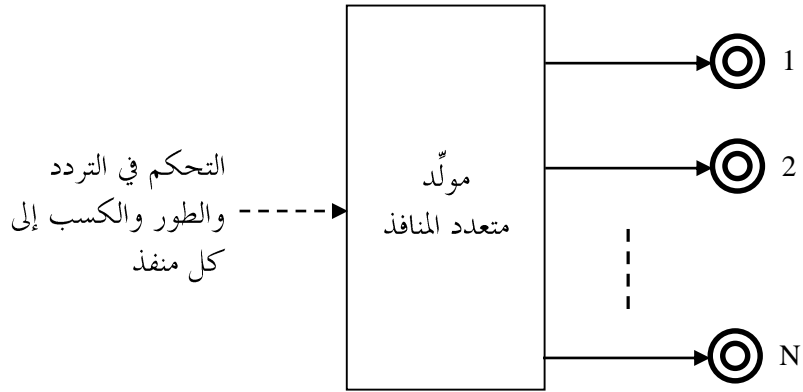 التحكم في التردد
والطور والكسب إلى
كل منفذ
مولِّد
متعدد المنافذ
1
2
N